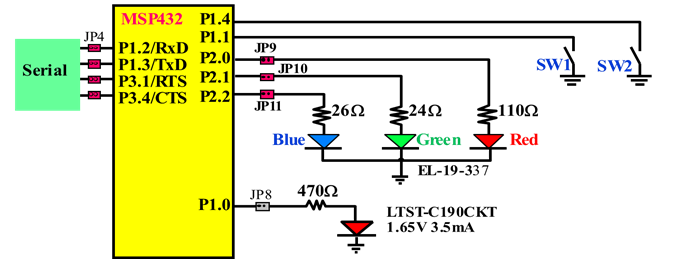 MSP432
P1.4
P1.1
JP4
P1.2/RxD
P2.0
JP9
Serial
P1.3/TxD
P2.1
JP10
SW1
SW2
P3.1/RTS
P3.4/CTS
P2.2
JP11
26Ω
24Ω
110Ω
Blue
Green
Red
EL-19-337
P1.0
JP8
470Ω
LTST-C190CKT
1.65V 3.5mA